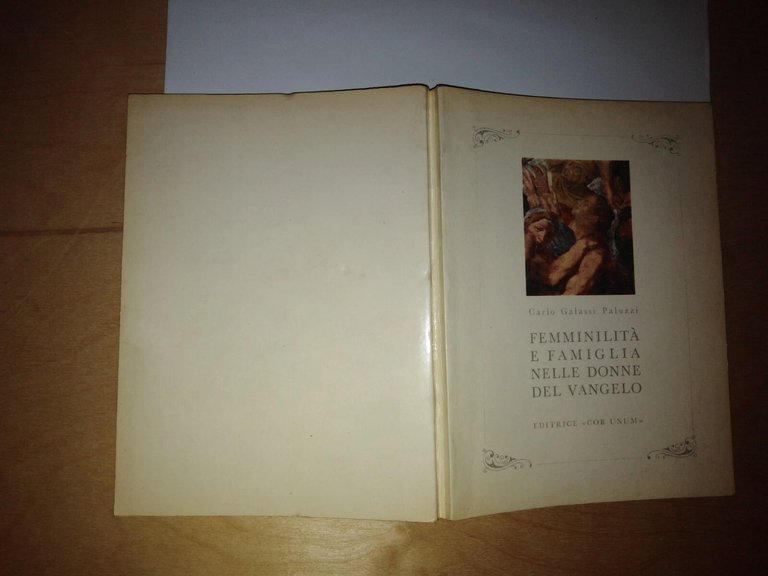 Carlo Galassi Paluzzi
FEMMINILITÀ
E FAMIGLIA
NELLE DONNE
DEL VANGELO
EDITRICE «COR UNUM»